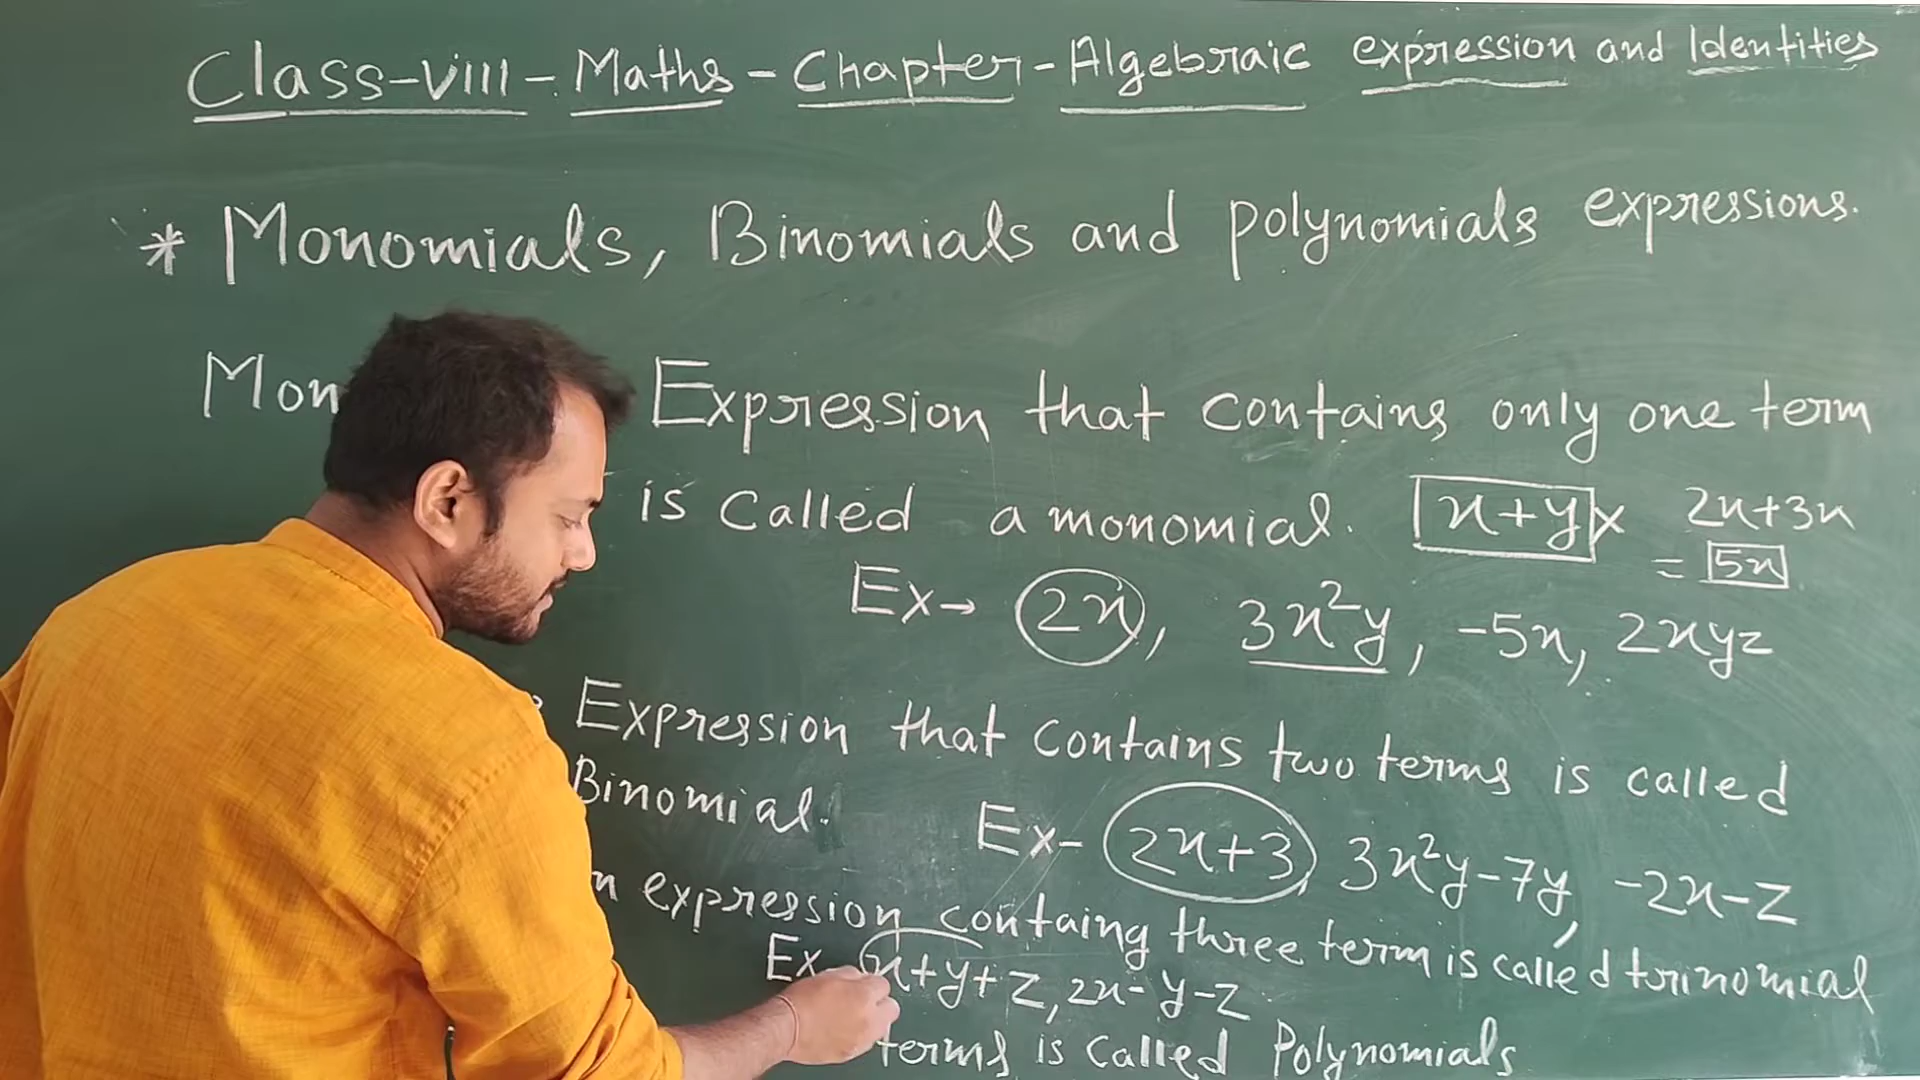 Class-VIII - Maths - Chapter - Algebraic expression and Identities
* Monomials, Binomials and polynomials expressions.
Mon Expression that contains only one term
is called a monomial. x+y x 2x+3x
= 5x
Ex→ 2x, 3x²y, -5x, 2xyz
Expression that contains two terms is called
Binomial. Ex- 2x+3, 3x²y-7y, -2x-z
n expression containg three term is called trinomial
Ex x+y+z, 2x-y-z
terms is called Polynomials